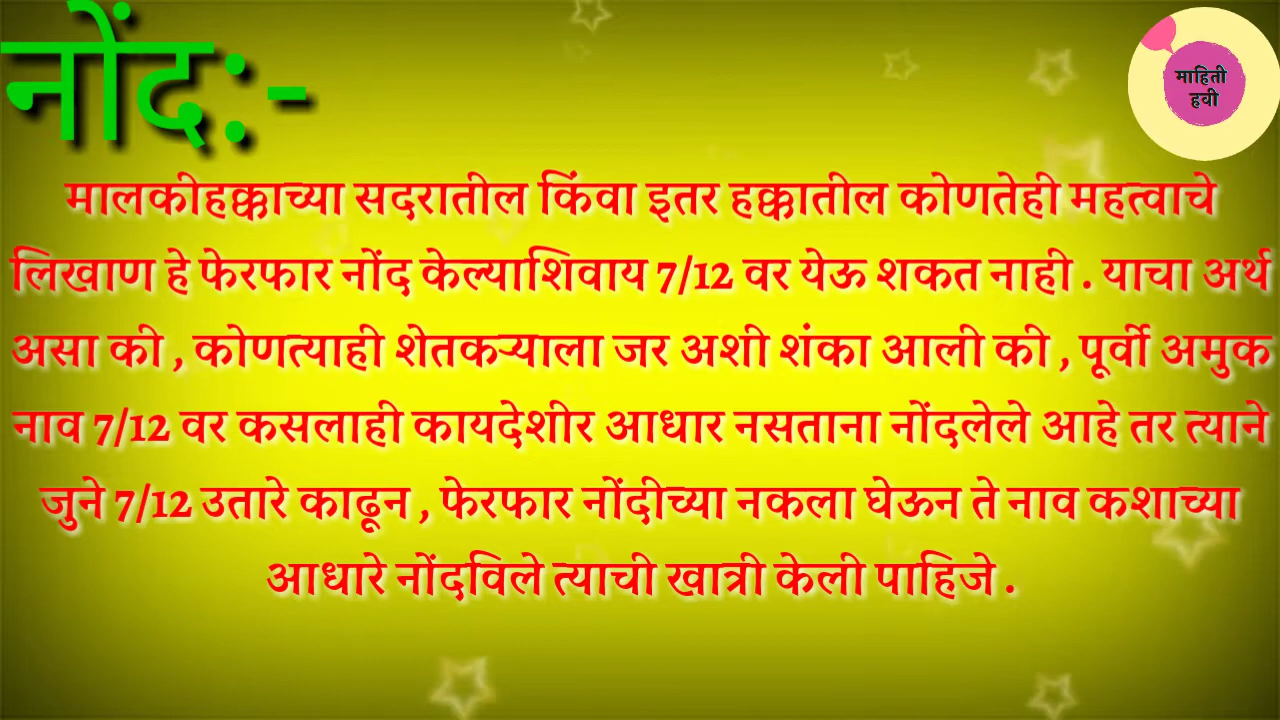 नोंद:-
माहिती
हवी
मालकीहक्काच्या सदरातील किंवा इतर हक्कातील कोणतेही महत्वाचे
लिखाण हे फेरफार नोंद केल्याशिवाय 7/12 वर येऊ शकत नाही . याचा अर्थ
असा की , कोणत्याही शेतकऱ्याला जर अशी शंका आली की , पूर्वी अमुक
नाव 7/12 वर कसलाही कायदेशीर आधार नसताना नोंदलेले आहे तर त्याने
जुने 7/12 उतारे काढून , फेरफार नोंदीच्या नकला घेऊन ते नाव कशाच्या
आधारे नोंदविले त्याची खात्री केली पाहिजे .